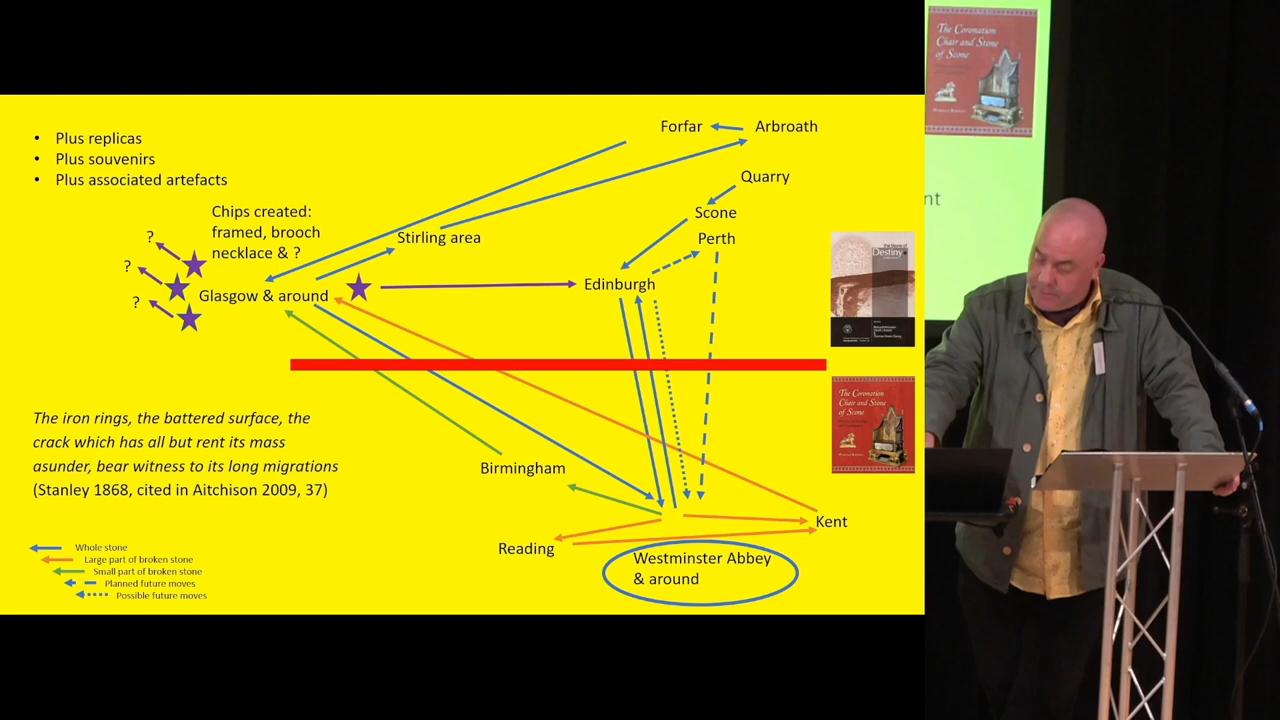 • Plus replicas
• Plus souvenirs
• Plus associated artefacts
Chips created:
framed, brooch
necklace & ?
?
?
?
Glasgow & around
Stirling area
Forfar
Arbroath
Quarry
Scone
Perth
Edinburgh
The iron rings, the battered surface, the
crack which has all but rent its mass
asunder, bear witness to its long migrations
(Stanley 1868, cited in Aitchison 2009, 37)
Birmingham
Reading
Kent
Westminster Abbey
& around
Whole stone
Large part of broken stone
Small part of broken stone
Planned future moves
Possible future moves
the Stone of
Destiny
The Coronation
Chair and Stone
of Scone
The Coronation
Chair and Stone
of Scone
nt